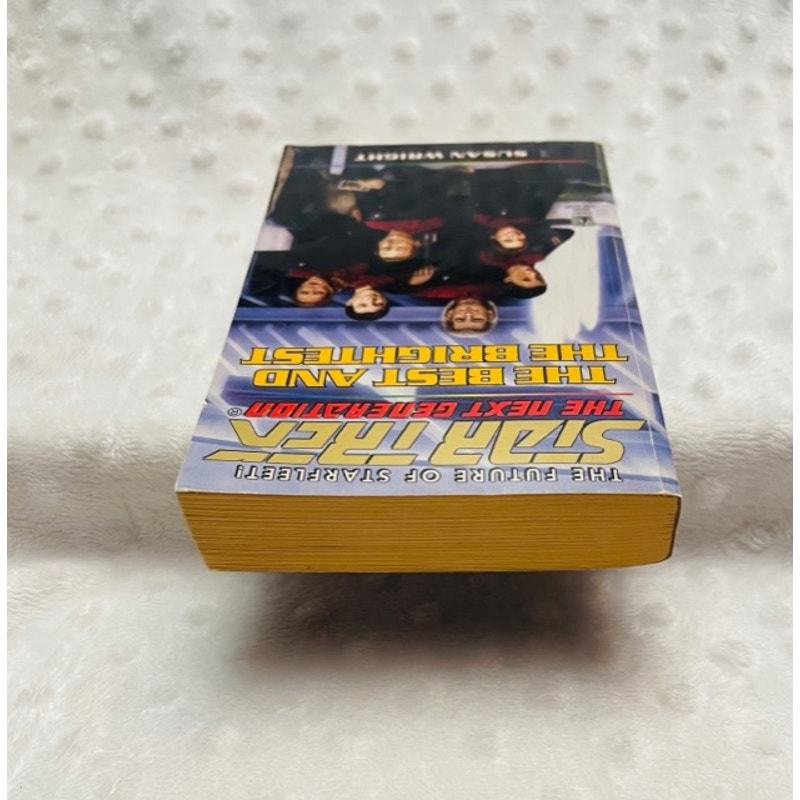 THE FUTURE OF STARFLEET!
STAR TREK
THE NEXT GENERATION®
THE BEST AND
THE BRIGHTEST
SUSAN WRIGHT